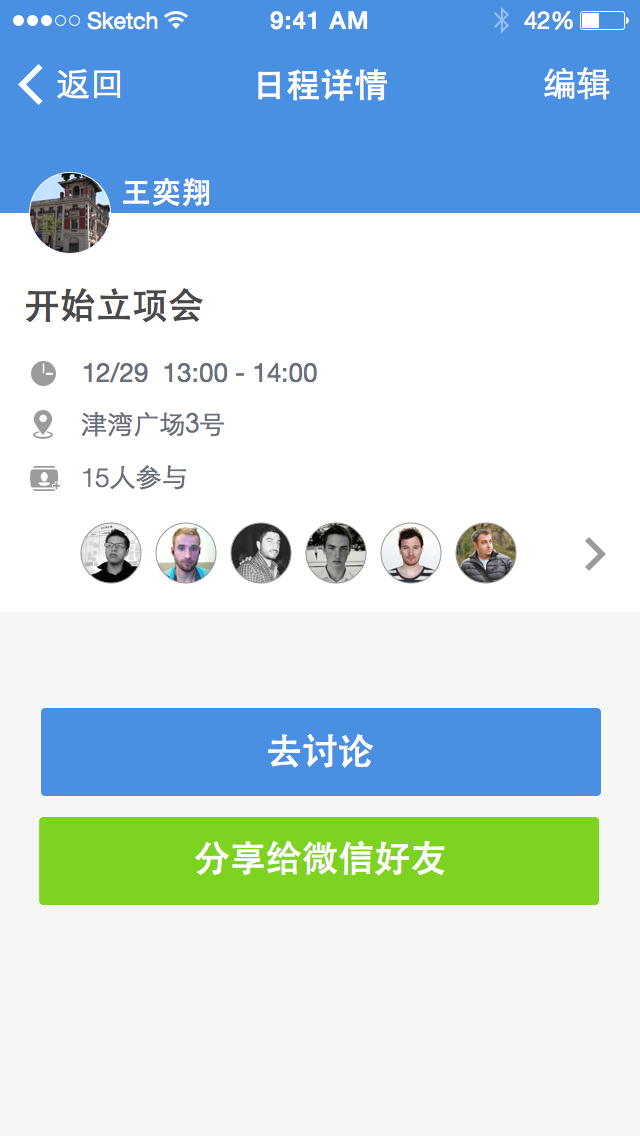 Sketch 9:41 AM 42%
返回 日程详情 编辑
王奕翔
开始立项会
12/29 13:00 - 14:00
津湾广场3号
15人参与
去讨论
分享给微信好友